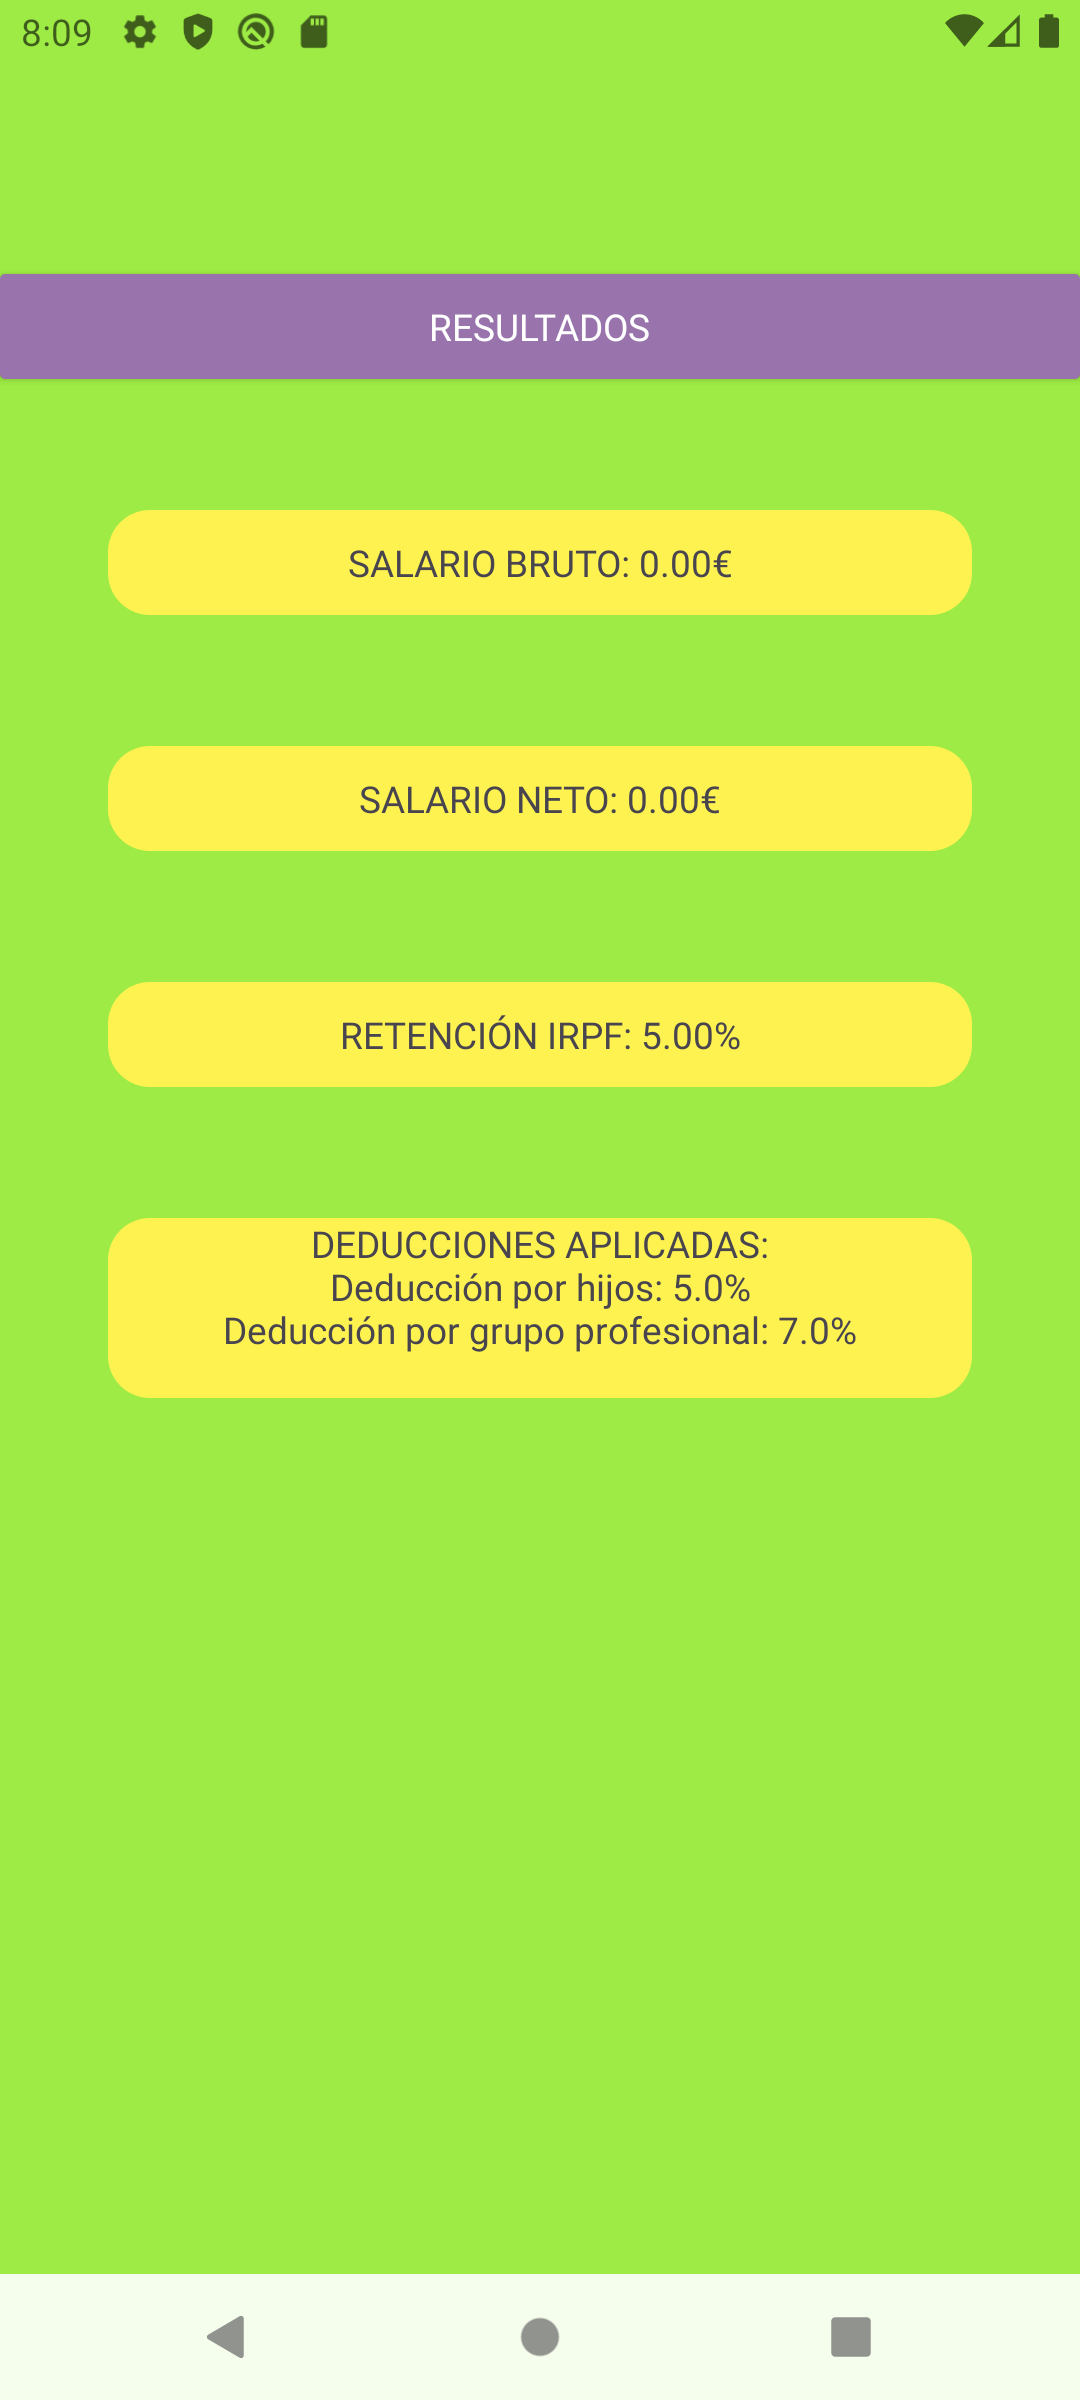 8:09
RESULTADOS
SALARIO BRUTO: 0.00€
SALARIO NETO: 0.00€
RETENCIÓN IRPF: 5.00%
DEDUCCIONES APLICADAS:
Deducción por hijos: 5.0%
Deducción por grupo profesional: 7.0%